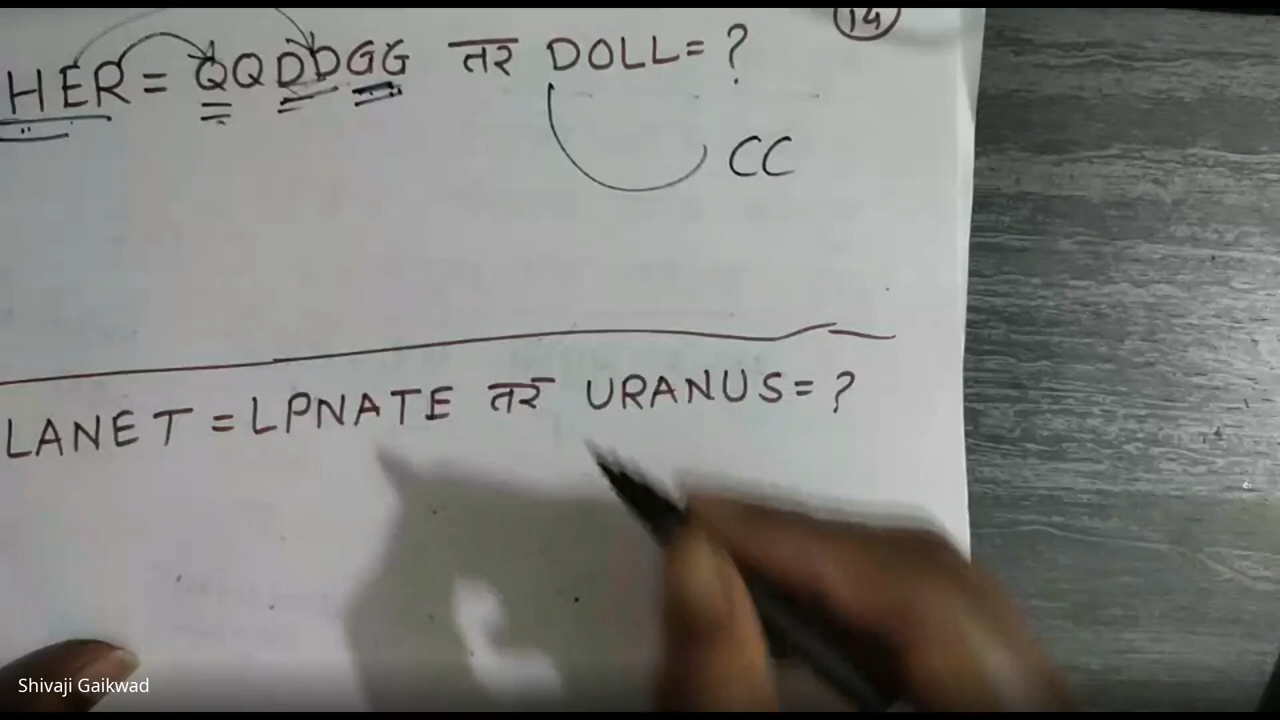 HER = QQDDGG तर DOLL = ?
14
CC
LANET = LPNATE तर URANUS = ?
Shivaji Gaikwad